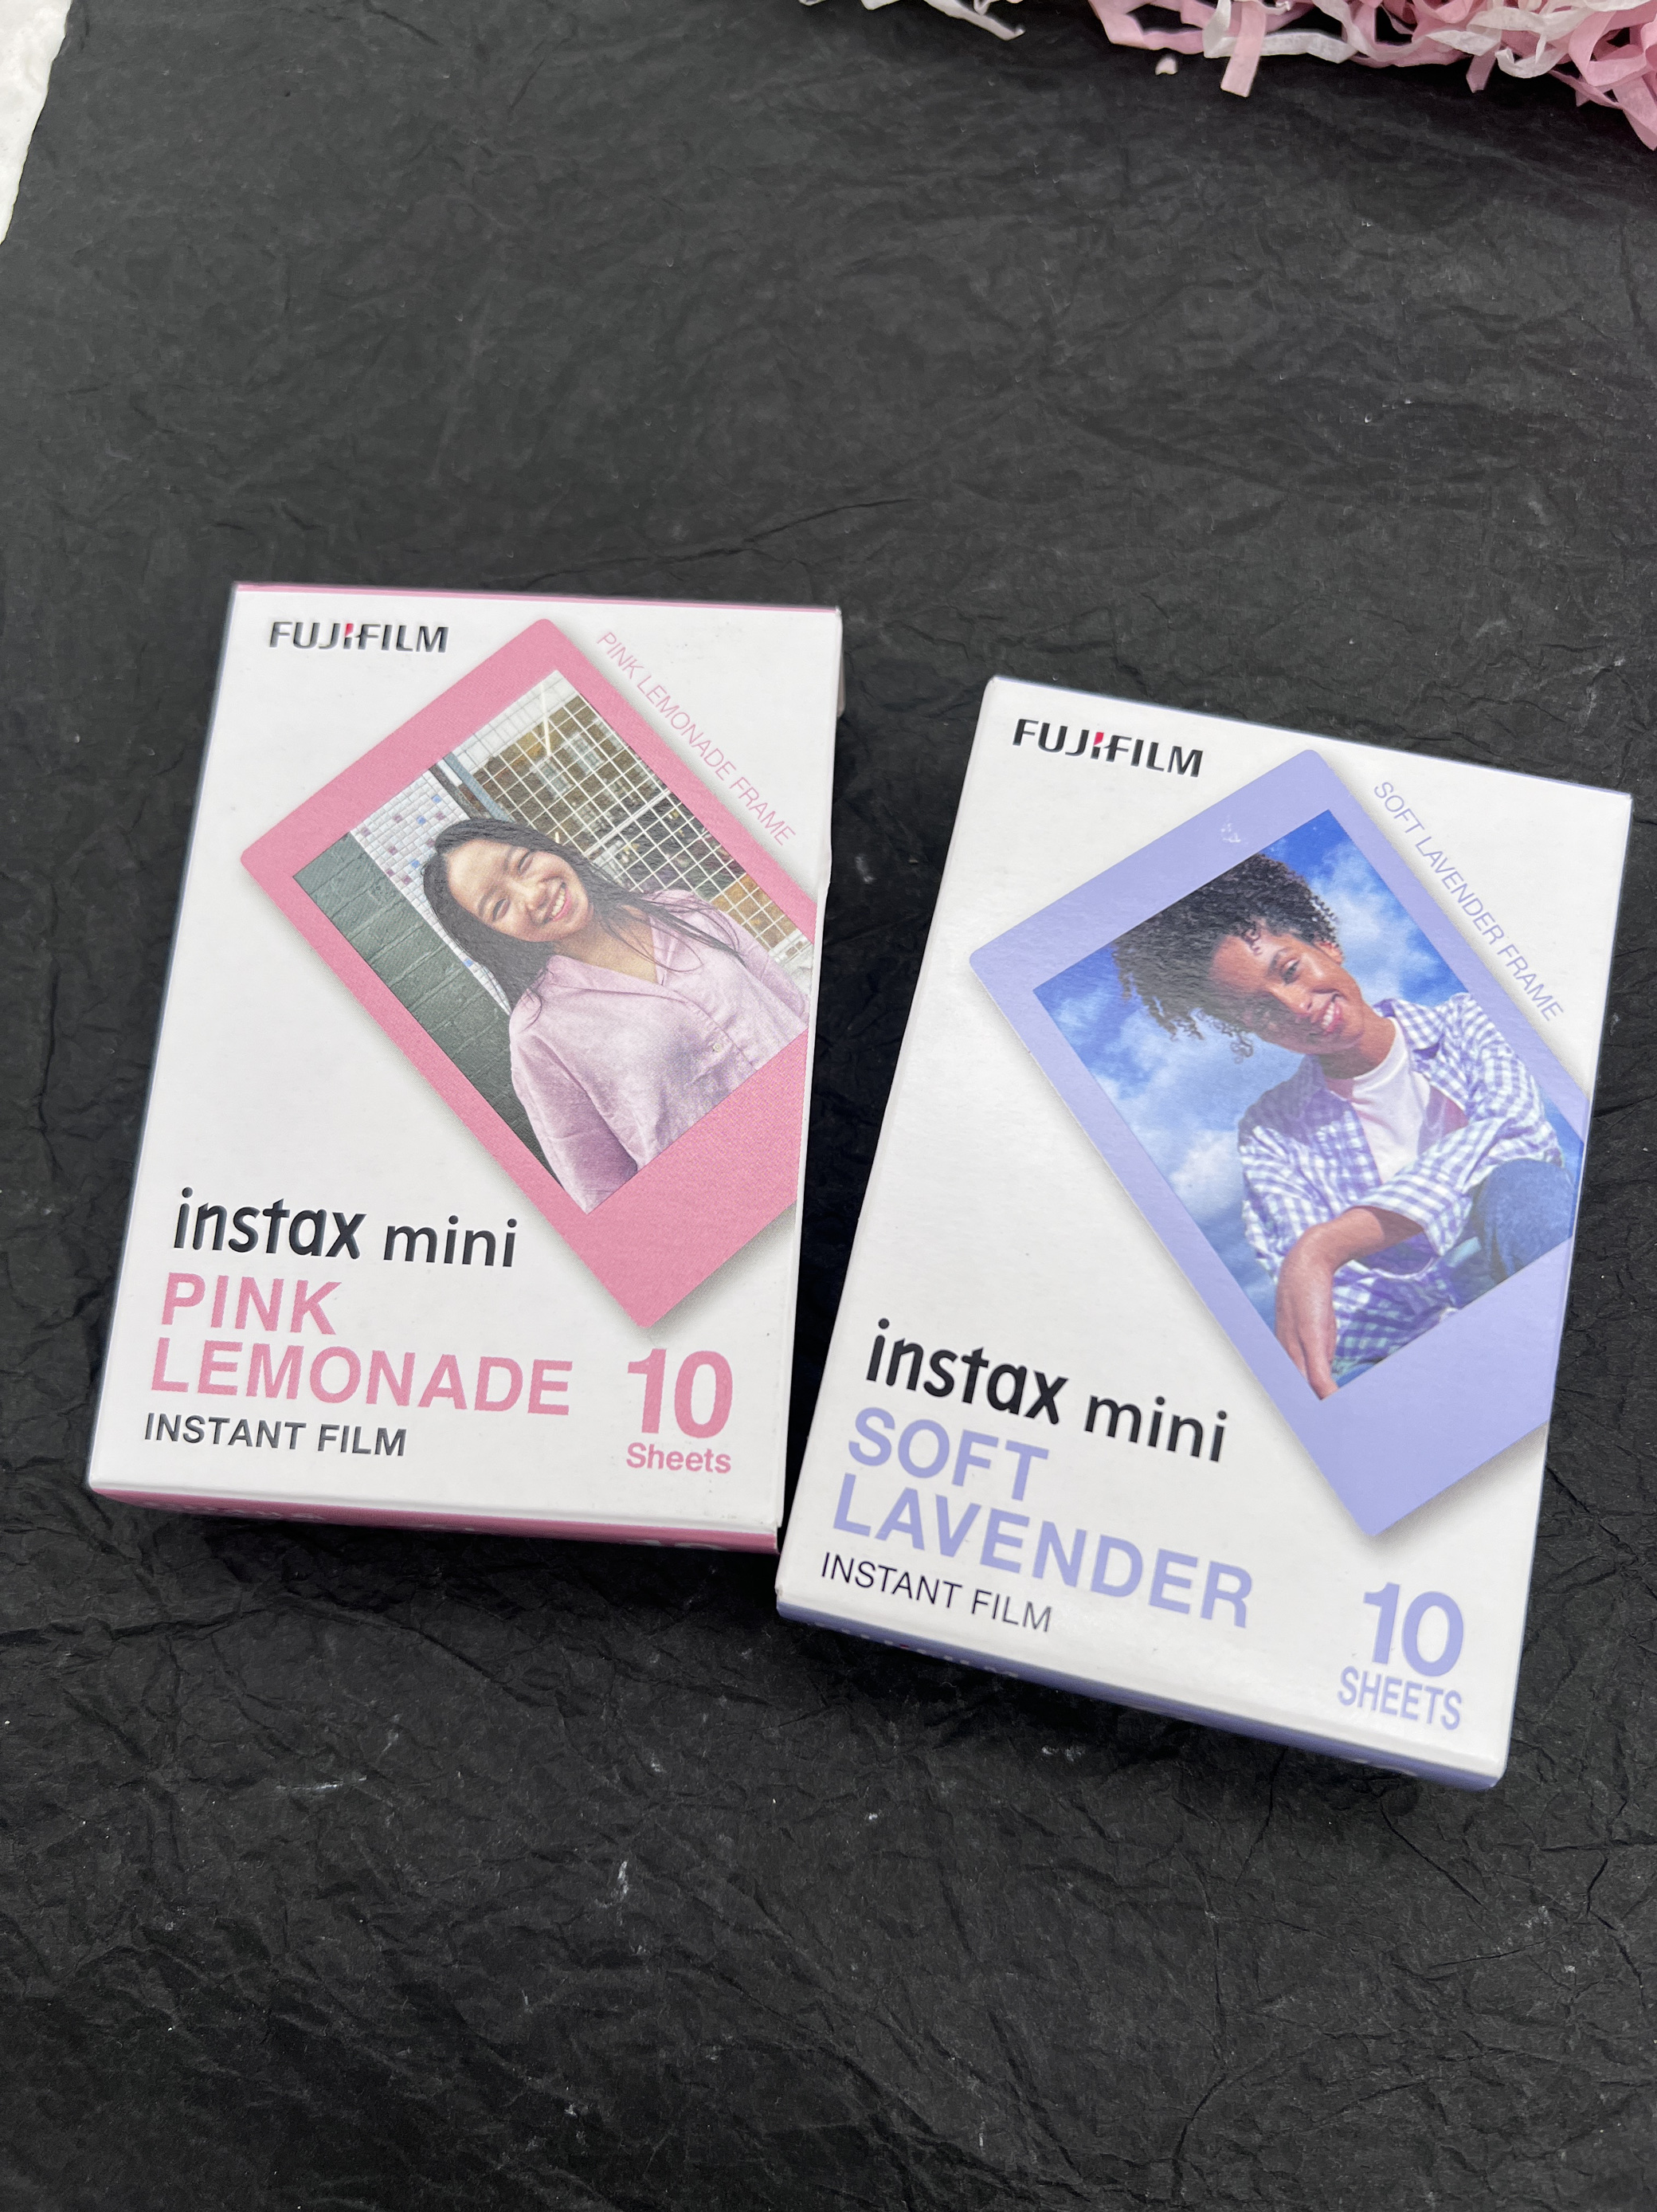 FUJIFILM
PINK LEMONADE FRAME
instax mini
PINK
LEMONADE
INSTANT FILM
10
Sheets
FUJIFILM
SOFT LAVENDER FRAME
instax mini
SOFT
LAVENDER
INSTANT FILM
10
SHEETS